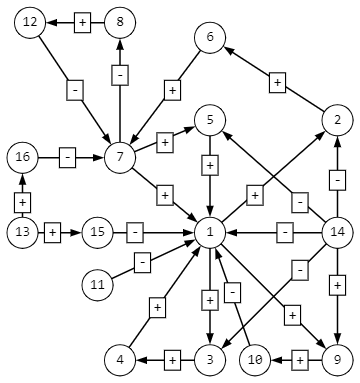 12 + 8
6
- - + +
5 2
16 - 7 +
+ + + - -
13 + 15 - 1 - 14
11 - -
+ + - + - +
4 + 3 10 + 9